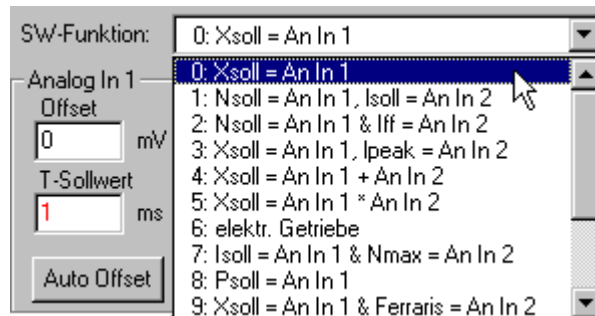 SW-Funktion: 0: Xsoll = An In 1
0: Xsoll = An In 1
1: Nsoll = An In 1, Isoll = An In 2
2: Nsoll = An In 1 & Iff = An In 2
3: Xsoll = An In 1, Ipeak = An In 2
4: Xsoll = An In 1 + An In 2
5: Xsoll = An In 1 * An In 2
6: elektr. Getriebe
7: Isoll = An In 1 & Nmax = An In 2
8: Psoll = An In 1
9: Xsoll = An In 1 & Ferraris = An In 2
Analog In 1
Offset
0 mV
T-Sollwert
1 ms
Auto Offset